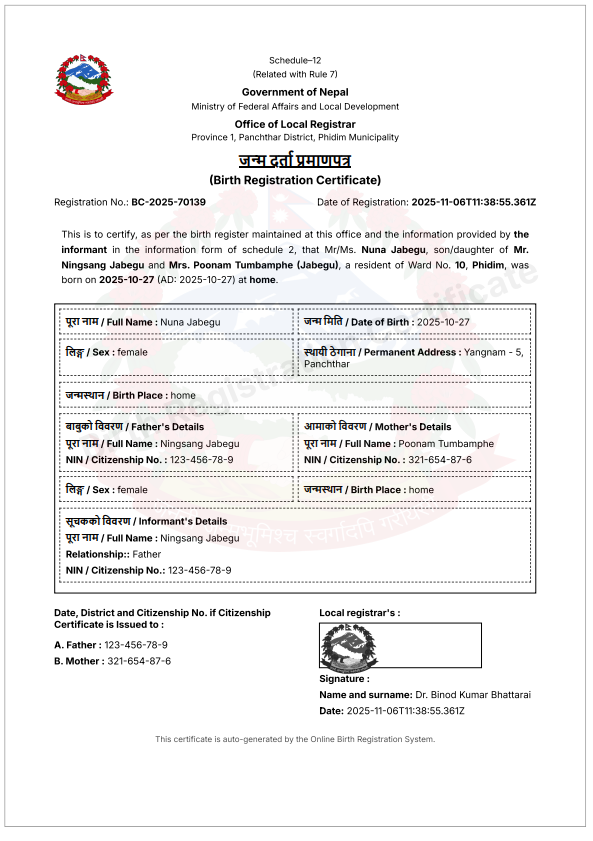 Schedule–12
(Related with Rule 7)
Government of Nepal
Ministry of Federal Affairs and Local Development
Office of Local Registrar
Province 1, Panchthar District, Phidim Municipality
जन्म दर्ता प्रमाणपत्र
(Birth Registration Certificate)
Registration No.: BC-2025-70139
Date of Registration: 2025-11-06T11:38:55.361Z
This is to certify, as per the birth register maintained at this office and the information provided by the
informant in the information form of schedule 2, that Mr/Ms. Nuna Jabegu, son/daughter of Mr.
Ningsang Jabegu and Mrs. Poonam Tumbamphe (Jabegu), a resident of Ward No. 10, Phidim, was
born on 2025-10-27 (AD: 2025-10-27) at home.
Birth Registration Certificate
पूरा नाम / Full Name : Nuna Jabegu
जन्म मिति / Date of Birth : 2025-10-27
लिङ्ग / Sex : female
स्थायी ठेगाना / Permanent Address : Yangnam - 5,
Panchthar
जन्मस्थान / Birth Place : home
बाबुको विवरण / Father's Details
पूरा नाम / Full Name : Ningsang Jabegu
NIN / Citizenship No. : 123-456-78-9
आमाको विवरण / Mother's Details
पूरा नाम / Full Name : Poonam Tumbamphe
NIN / Citizenship No. : 321-654-87-6
लिङ्ग / Sex : female
जन्मस्थान / Birth Place : home
सूचकको विवरण / Informant's Details
पूरा नाम / Full Name : Ningsang Jabegu
Relationship:: Father
NIN / Citizenship No.: 123-456-78-9
Date, District and Citizenship No. if Citizenship
Certificate is Issued to :
A. Father : 123-456-78-9
B. Mother : 321-654-87-6
Local registrar's :
Signature :
Name and surname: Dr. Binod Kumar Bhattarai
Date: 2025-11-06T11:38:55.361Z
This certificate is auto-generated by the Online Birth Registration System.